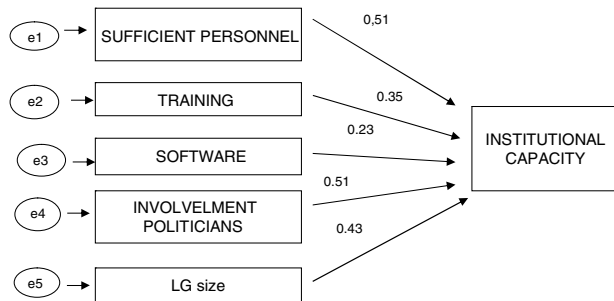 e1
SUFFICIENT PERSONNEL
0,51
e2
TRAINING
0.35
0.23
INSTITUTIONAL
CAPACITY
e3
SOFTWARE
0.51
e4
INVOVELMENT
POLITICIANS
0.43
e5
LG size